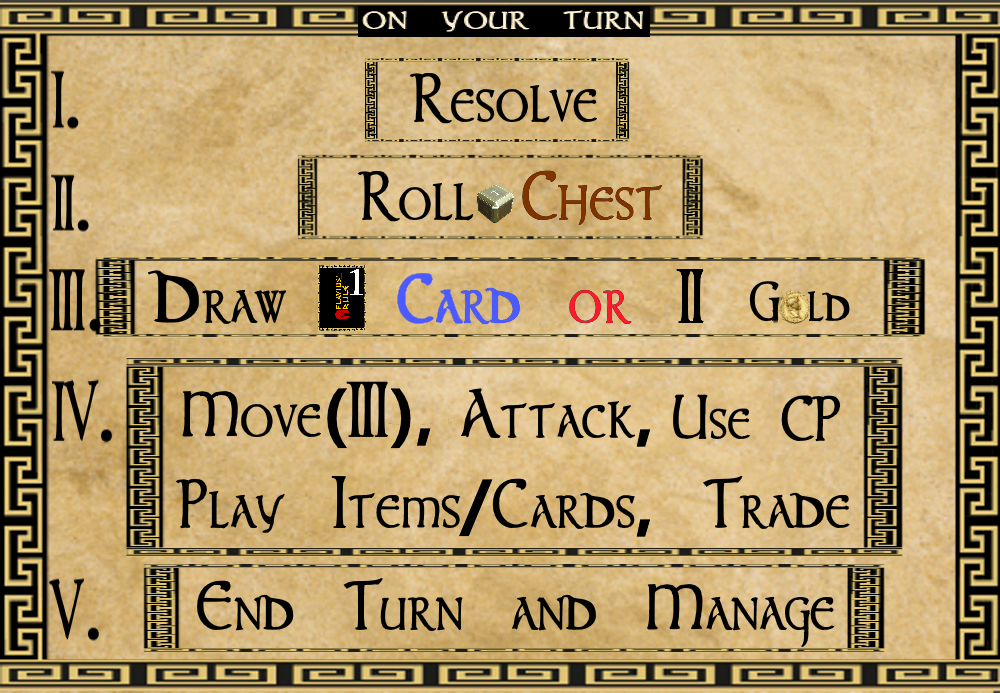 ON YOUR TURN
I. Resolve
II. Roll Chest
III. Draw 1 Card or II Gold
IV. Move(III), Attack, Use CP
Play Items/Cards, Trade
V. End Turn and Manage